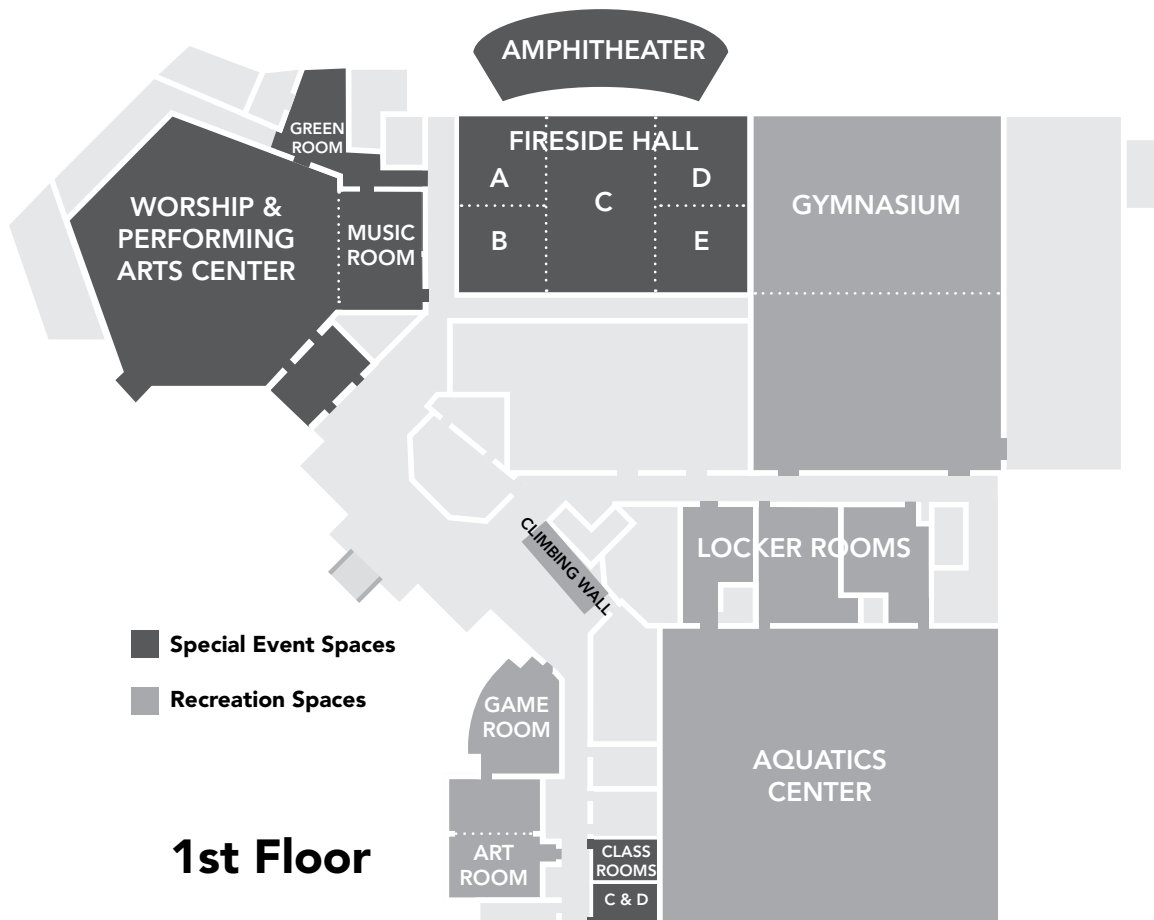 AMPHITHEATER
GREEN
ROOM
FIRESIDE HALL
A
D
C
B
E
GYMNASIUM
WORSHIP &
PERFORMING
ARTS CENTER
MUSIC
ROOM
CLIMBING WALL
LOCKER ROOMS
Special Event Spaces
Recreation Spaces
GAME
ROOM
AQUATICS
CENTER
1st Floor
ART
ROOM
CLASS
ROOMS
C & D